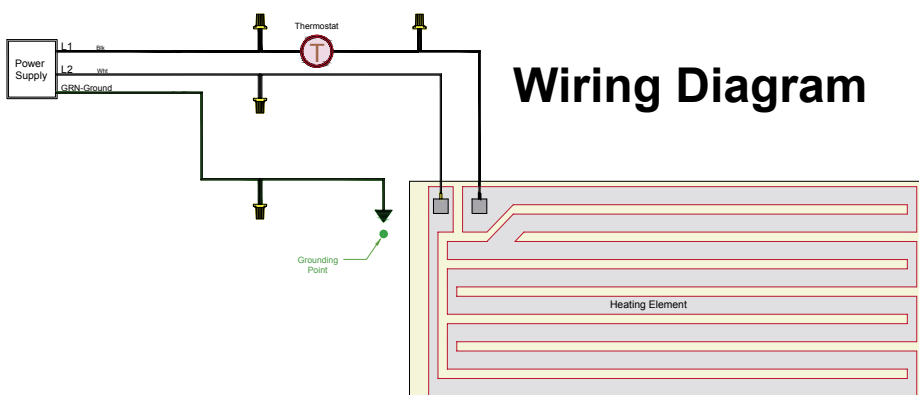 Thermostat
T
L1 Blk
Power
Supply
L2 Wht
GRN-Ground
Wiring Diagram
Grounding
Point
Heating Element